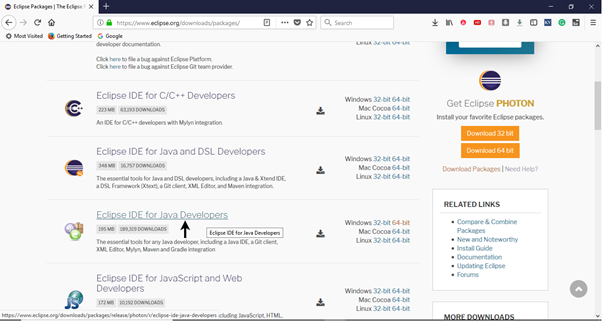 Eclipse Packages | The Eclipse F
https://www.eclipse.org/downloads/packages/
Search
Most Visited Getting Started Google
developer documentation.
Linux 32-bit 64-bit
Click here to file a bug against Eclipse Platform.
Click here to file a bug against Eclipse Git team provider.
Eclipse IDE for C/C++ Developers
223 MB 63,193 DOWNLOADS
An IDE for C/C++ developers with Mylyn integration.
Windows 32-bit 64-bit
Mac Cocoa 64-bit
Linux 32-bit 64-bit
Eclipse IDE for Java and DSL Developers
348 MB 16,757 DOWNLOADS
The essential tools for Java and DSL developers, including a Java & Xtend IDE,
a DSL Framework (Xtext), a Git client, XML Editor, and Maven integration.
Windows 32-bit 64-bit
Mac Cocoa 64-bit
Linux 32-bit 64-bit
Eclipse IDE for Java Developers
195 MB 189,319 DOWNLOADS
Eclipse IDE for Java Developers
The essential tools for any Java developer, including a Java IDE, a Git client,
XML Editor, Mylyn, Maven and Gradle integration
Windows 32-bit 64-bit
Mac Cocoa 64-bit
Linux 32-bit 64-bit
Eclipse IDE for JavaScript and Web
Developers
172 MB 10,192 DOWNLOADS
Windows 32-bit 64-bit
Mac Cocoa 64-bit
Linux 32-bit 64-bit
https://www.eclipse.org/downloads/packages/release/photon/r/eclipse-ide-java-developers cluding JavaScript, HTML,
Get Eclipse PHOTON
Install your favorite Eclipse packages.
Download 32 bit
Download 64 bit
Download Packages | Need Help?
RELATED LINKS
Compare & Combine
Packages
New and Noteworthy
Install Guide
Documentation
Updating Eclipse
Forums
MORE DOWNLOADS